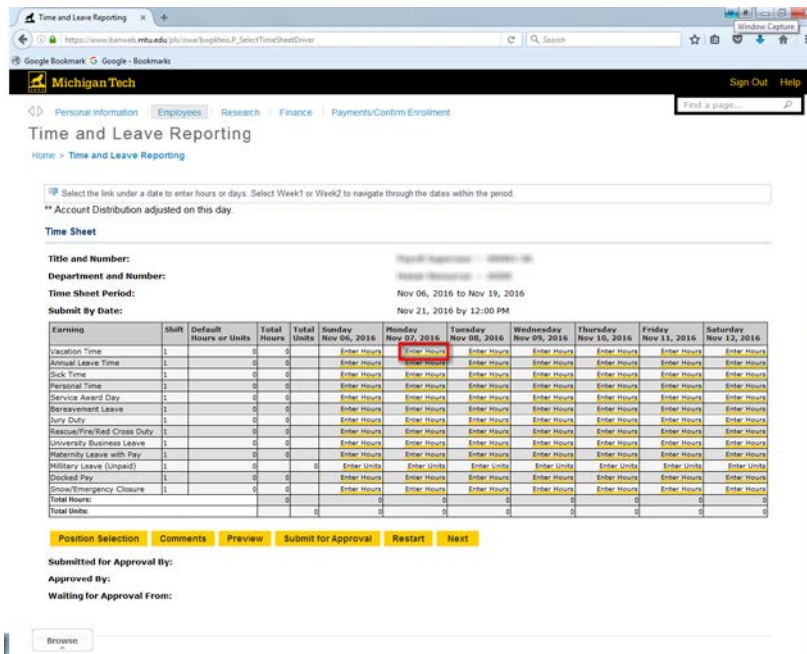 Time and Leave Reporting × +
Window Capture
https://www.banweb.mtu.edu/pls/owa/bwpkteis.P_SelectTimeSheetDriver Search
Google Bookmark G Google - Bookmarks
Michigan Tech Sign Out Help
Personal Information Employees Research Finance Payments/Confirm Enrollment Find a page...
Time and Leave Reporting
Home > Time and Leave Reporting
Select the link under a date to enter hours or days. Select Week1 or Week2 to navigate through the dates within the period.
** Account Distribution adjusted on this day.
Time Sheet
Title and Number:
Department and Number:
Time Sheet Period: Nov 06, 2016 to Nov 19, 2016
Submit By Date: Nov 21, 2016 by 12:00 PM
Earning Shift Default Hours or Units Total Hours Total Units Sunday Nov 06, 2016 Monday Nov 07, 2016 Tuesday Nov 08, 2016 Wednesday Nov 09, 2016 Thursday Nov 10, 2016 Friday Nov 11, 2016 Saturday Nov 12, 2016
Vacation Time 1 0 0 Enter Hours Enter Hours Enter Hours Enter Hours Enter Hours Enter Hours Enter Hours
Annual Leave Time 1 0 0 Enter Hours Enter Hours Enter Hours Enter Hours Enter Hours Enter Hours Enter Hours
Sick Time 1 0 0 Enter Hours Enter Hours Enter Hours Enter Hours Enter Hours Enter Hours Enter Hours
Personal Time 1 0 0 Enter Hours Enter Hours Enter Hours Enter Hours Enter Hours Enter Hours Enter Hours
Service Award Day 1 0 0 Enter Hours Enter Hours Enter Hours Enter Hours Enter Hours Enter Hours Enter Hours
Bereavement Leave 1 0 0 Enter Hours Enter Hours Enter Hours Enter Hours Enter Hours Enter Hours Enter Hours
Jury Duty 1 0 0 Enter Hours Enter Hours Enter Hours Enter Hours Enter Hours Enter Hours Enter Hours
Rescue/Fire/Red Cross Duty 1 0 0 Enter Hours Enter Hours Enter Hours Enter Hours Enter Hours Enter Hours Enter Hours
University Business Leave 1 0 0 Enter Hours Enter Hours Enter Hours Enter Hours Enter Hours Enter Hours Enter Hours
Maternity Leave with Pay 1 0 0 Enter Hours Enter Hours Enter Hours Enter Hours Enter Hours Enter Hours Enter Hours
Military Leave (Unpaid) 1 0 0 Enter Units Enter Units Enter Units Enter Units Enter Units Enter Units Enter Units
Docked Pay 1 0 0 Enter Hours Enter Hours Enter Hours Enter Hours Enter Hours Enter Hours Enter Hours
Snow/Emergency Closure 1 0 0 Enter Hours Enter Hours Enter Hours Enter Hours Enter Hours Enter Hours Enter Hours
Total Hours: 0 0 0 0 0 0 0 0
Total Units: 0 0 0 0 0 0 0 0
Position Selection Comments Preview Submit for Approval Restart Next
Submitted for Approval By:
Approved By:
Waiting for Approval From:
Browse